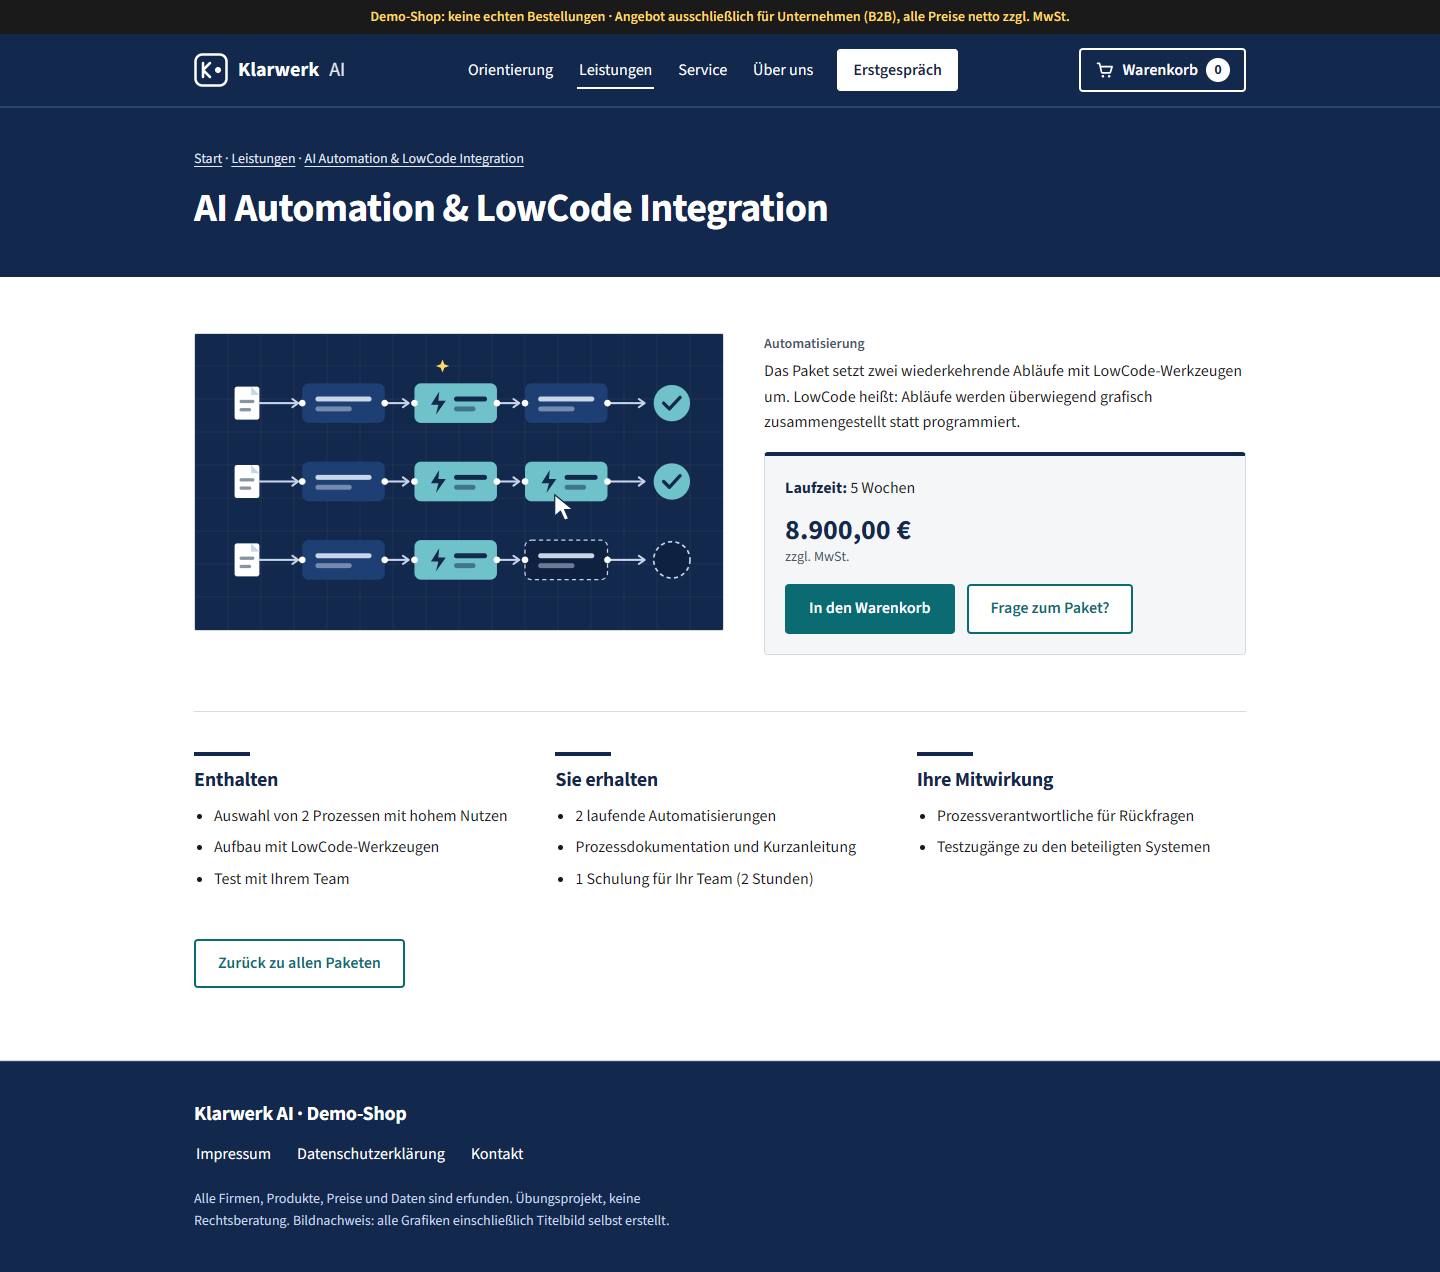 Demo-Shop: keine echten Bestellungen · Angebot ausschließlich für Unternehmen (B2B), alle Preise netto zzgl. MwSt.
K Klarwerk AI
Orientierung Leistungen Service Über uns Erstgespräch
Warenkorb 0
Start · Leistungen · AI Automation & LowCode Integration
AI Automation & LowCode Integration
Automatisierung
Das Paket setzt zwei wiederkehrende Abläufe mit LowCode-Werkzeugen
um. LowCode heißt: Abläufe werden überwiegend grafisch
zusammengestellt statt programmiert.
Laufzeit: 5 Wochen
8.900,00 €
zzgl. MwSt.
In den Warenkorb Frage zum Paket?
Enthalten
• Auswahl von 2 Prozessen mit hohem Nutzen
• Aufbau mit LowCode-Werkzeugen
• Test mit Ihrem Team
Sie erhalten
• 2 laufende Automatisierungen
• Prozessdokumentation und Kurzanleitung
• 1 Schulung für Ihr Team (2 Stunden)
Ihre Mitwirkung
• Prozessverantwortliche für Rückfragen
• Testzugänge zu den beteiligten Systemen
Zurück zu allen Paketen
Klarwerk AI · Demo-Shop
Impressum Datenschutzerklärung Kontakt
Alle Firmen, Produkte, Preise und Daten sind erfunden. Übungsprojekt, keine
Rechtsberatung. Bildnachweis: alle Grafiken einschließlich Titelbild selbst erstellt.